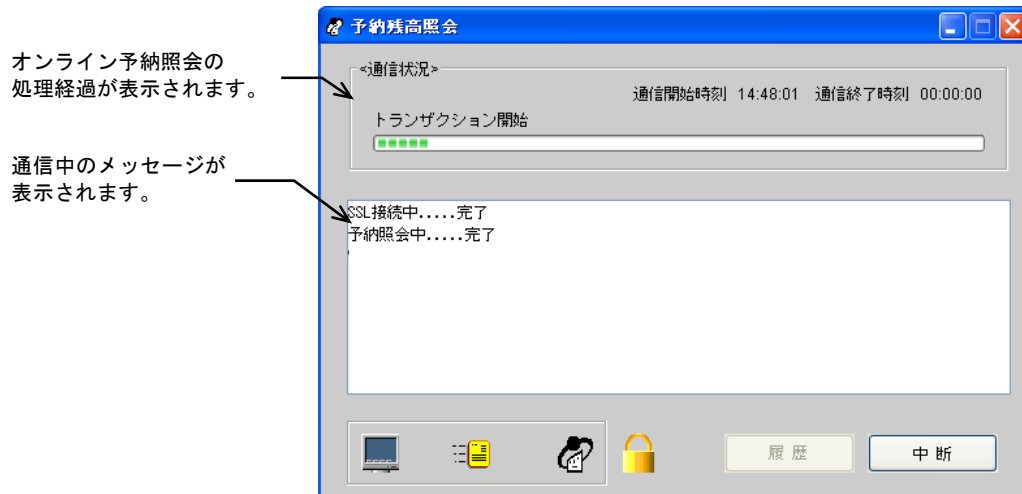 予納残高照会
オンライン予納照会の
処理経過が表示されます。
<通信状況>
通信開始時刻 14:48:01 通信終了時刻 00:00:00
トランザクション開始
通信中のメッセージが
表示されます。
SSL接続中.....完了
予納照会中.....完了
履歴
中断